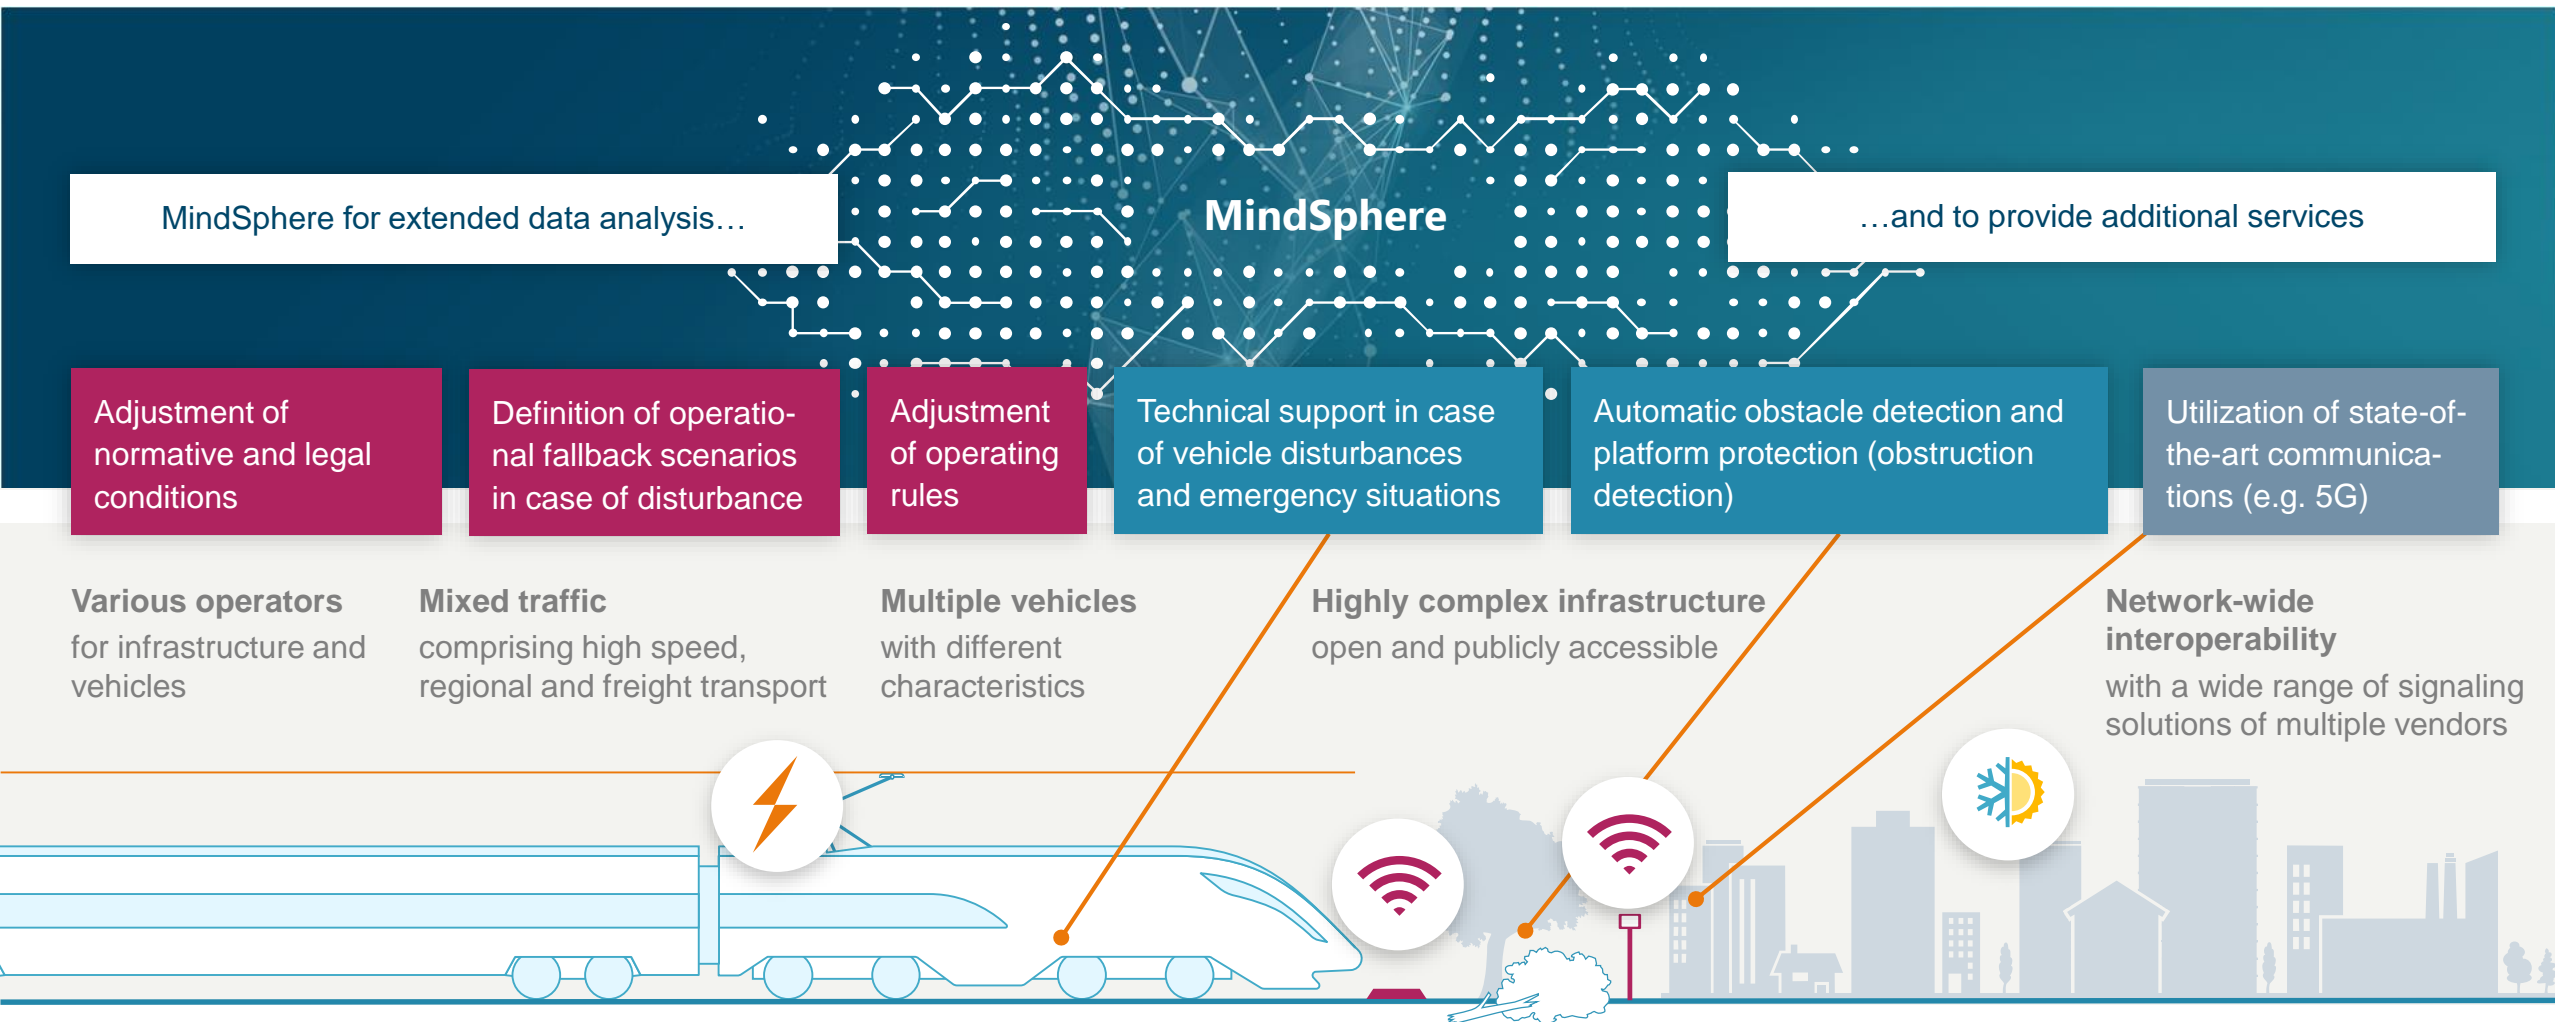 MindSphere for extended data analysis…
MindSphere
…and to provide additional services
Adjustment of
normative and legal
conditions
Definition of operatio-
nal fallback scenarios
in case of disturbance
Adjustment
of operating
rules
Technical support in case
of vehicle disturbances
and emergency situations
Automatic obstacle detection and
platform protection (obstruction
detection)
Utilization of state-of-
the-art communica-
tions (e.g. 5G)
Various operators
for infrastructure and
vehicles
Mixed traffic
comprising high speed,
regional and freight transport
Multiple vehicles
with different
characteristics
Highly complex infrastructure
open and publicly accessible
Network-wide
interoperability
with a wide range of signaling
solutions of multiple vendors